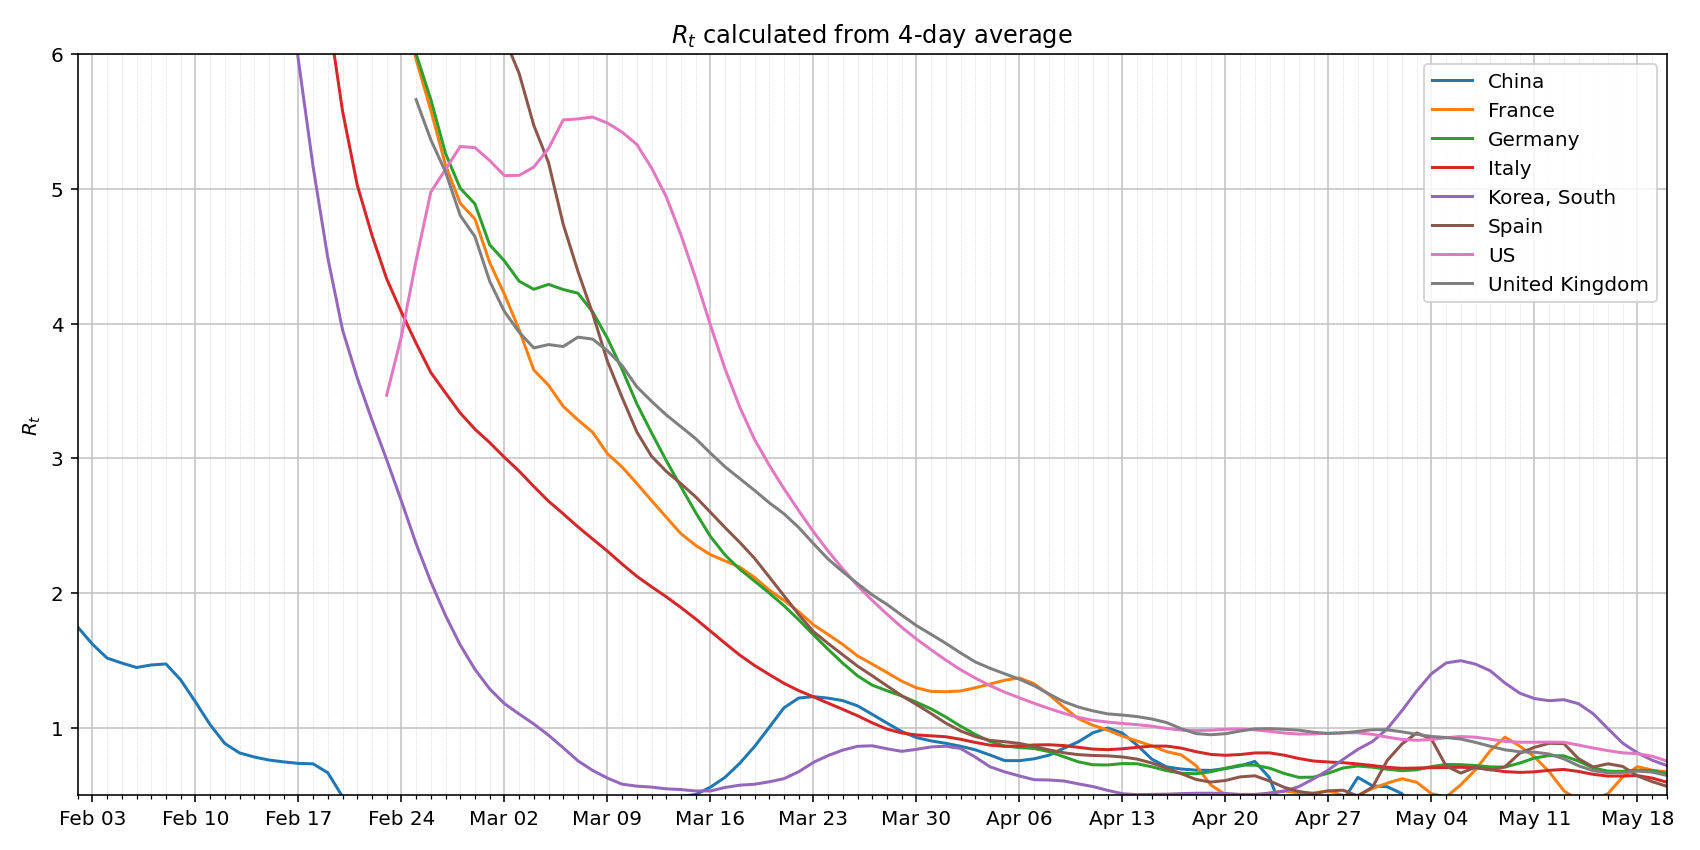 Rt calculated from 4-day average
Rt
6
5
4
3
2
1
China
France
Germany
Italy
Korea, South
Spain
US
United Kingdom
Feb 03 Feb 10 Feb 17 Feb 24 Mar 02 Mar 09 Mar 16 Mar 23 Mar 30 Apr 06 Apr 13 Apr 20 Apr 27 May 04 May 11 May 18